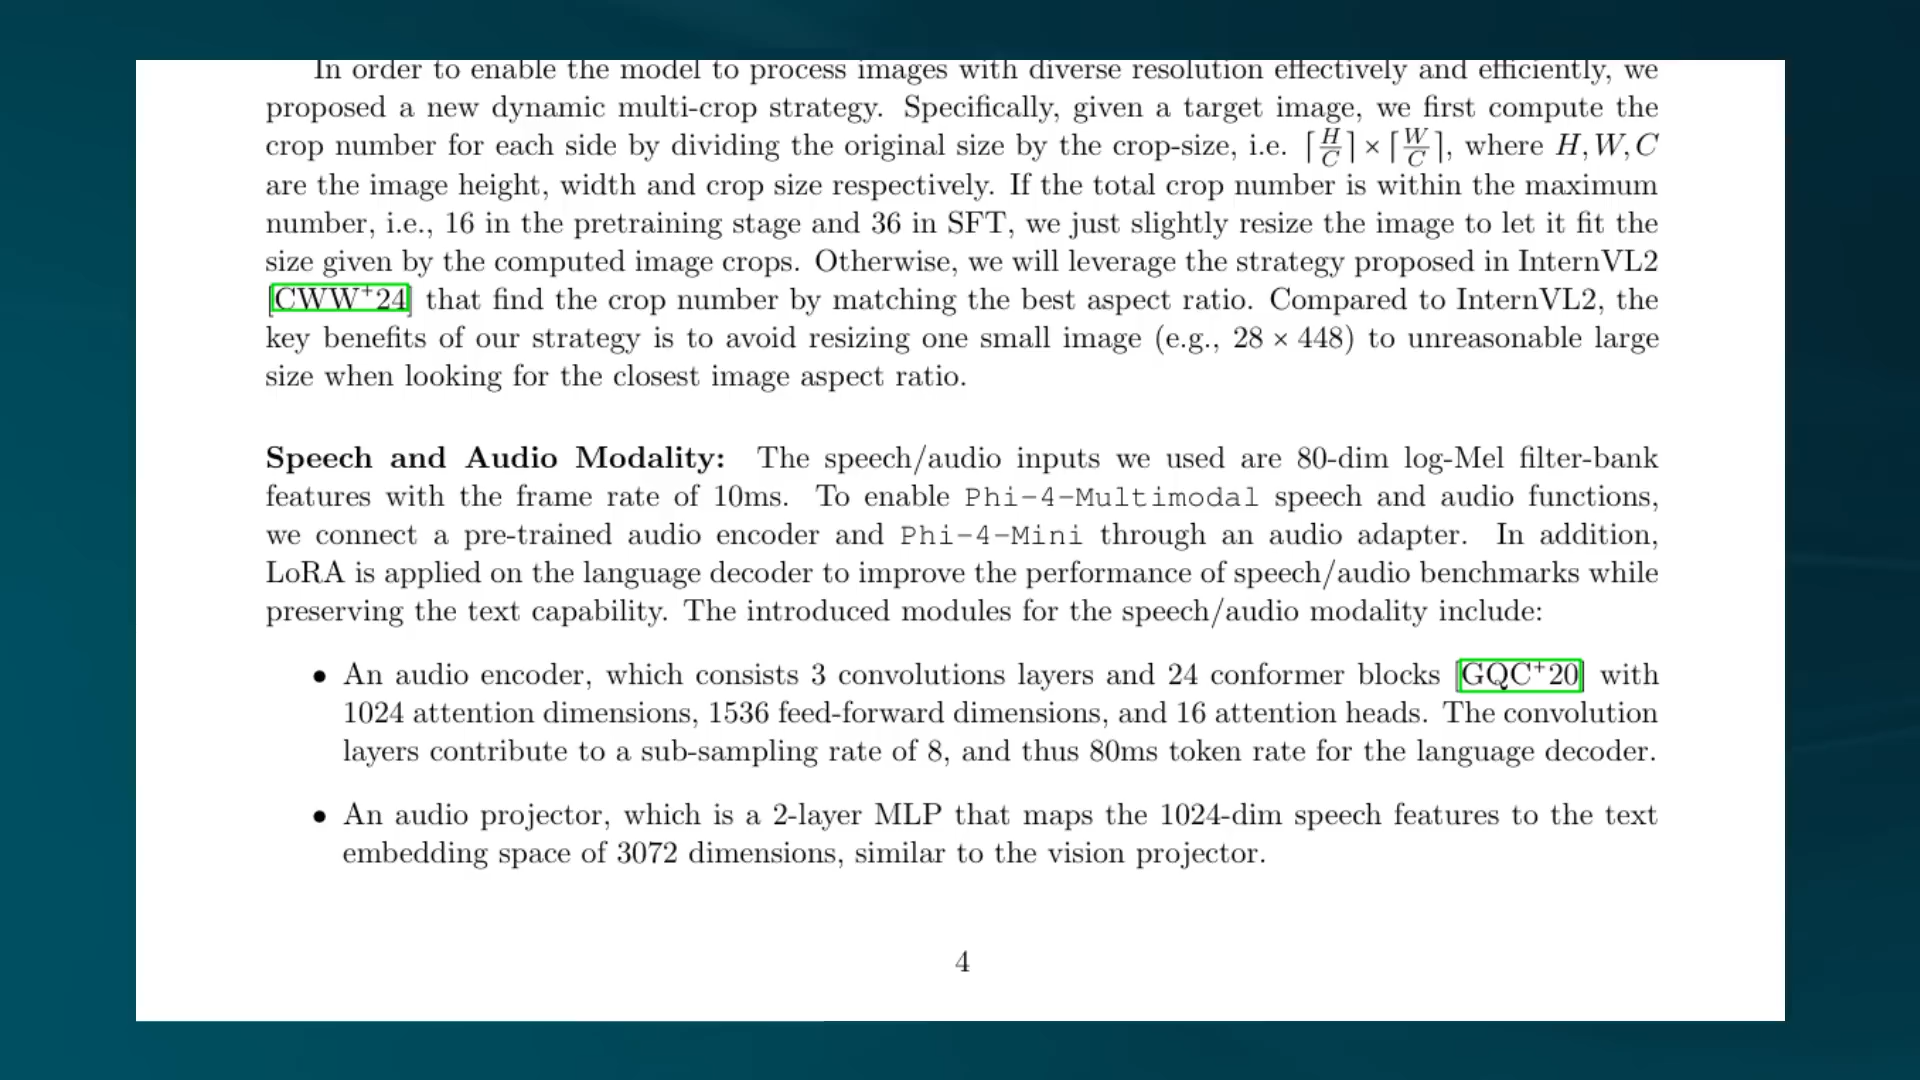 In order to enable the model to process images with diverse resolution effectively and efficiently, we
proposed a new dynamic multi-crop strategy. Specifically, given a target image, we first compute the
crop number for each side by dividing the original size by the crop-size, i.e. ⌈H/C⌉ × ⌈W/C⌉, where H, W, C
are the image height, width and crop size respectively. If the total crop number is within the maximum
number, i.e., 16 in the pretraining stage and 36 in SFT, we just slightly resize the image to let it fit the
size given by the computed image crops. Otherwise, we will leverage the strategy proposed in InternVL2
[CWW+24] that find the crop number by matching the best aspect ratio. Compared to InternVL2, the
key benefits of our strategy is to avoid resizing one small image (e.g., 28 × 448) to unreasonable large
size when looking for the closest image aspect ratio.
Speech and Audio Modality: The speech/audio inputs we used are 80-dim log-Mel filter-bank
features with the frame rate of 10ms. To enable Phi-4-Multimodal speech and audio functions,
we connect a pre-trained audio encoder and Phi-4-Mini through an audio adapter. In addition,
LoRA is applied on the language decoder to improve the performance of speech/audio benchmarks while
preserving the text capability. The introduced modules for the speech/audio modality include:
• An audio encoder, which consists 3 convolutions layers and 24 conformer blocks [GQC+20] with
1024 attention dimensions, 1536 feed-forward dimensions, and 16 attention heads. The convolution
layers contribute to a sub-sampling rate of 8, and thus 80ms token rate for the language decoder.
• An audio projector, which is a 2-layer MLP that maps the 1024-dim speech features to the text
embedding space of 3072 dimensions, similar to the vision projector.
4